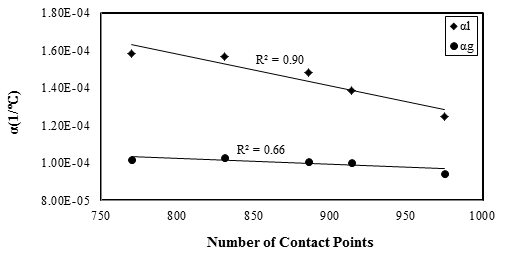 1.80E-04
1.60E-04
1.40E-04
1.20E-04
1.00E-04
8.00E-05
α(1/ºC)
R² = 0.90
R² = 0.66
αl
αg
750 800 850 900 950 1000
Number of Contact Points